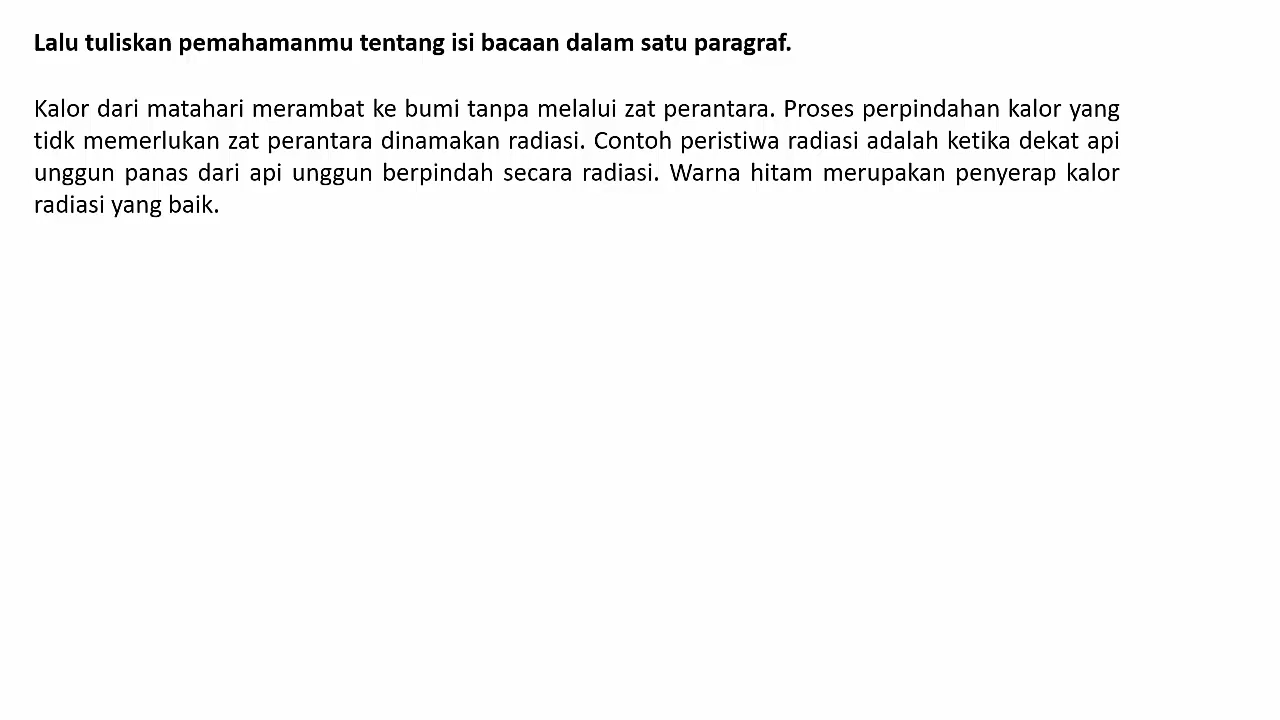 Lalu tuliskan pemahamanmu tentang isi bacaan dalam satu paragraf.
Kalor dari matahari merambat ke bumi tanpa melalui zat perantara. Proses perpindahan kalor yang
tidk memerlukan zat perantara dinamakan radiasi. Contoh peristiwa radiasi adalah ketika dekat api
unggun panas dari api unggun berpindah secara radiasi. Warna hitam merupakan penyerap kalor
radiasi yang baik.